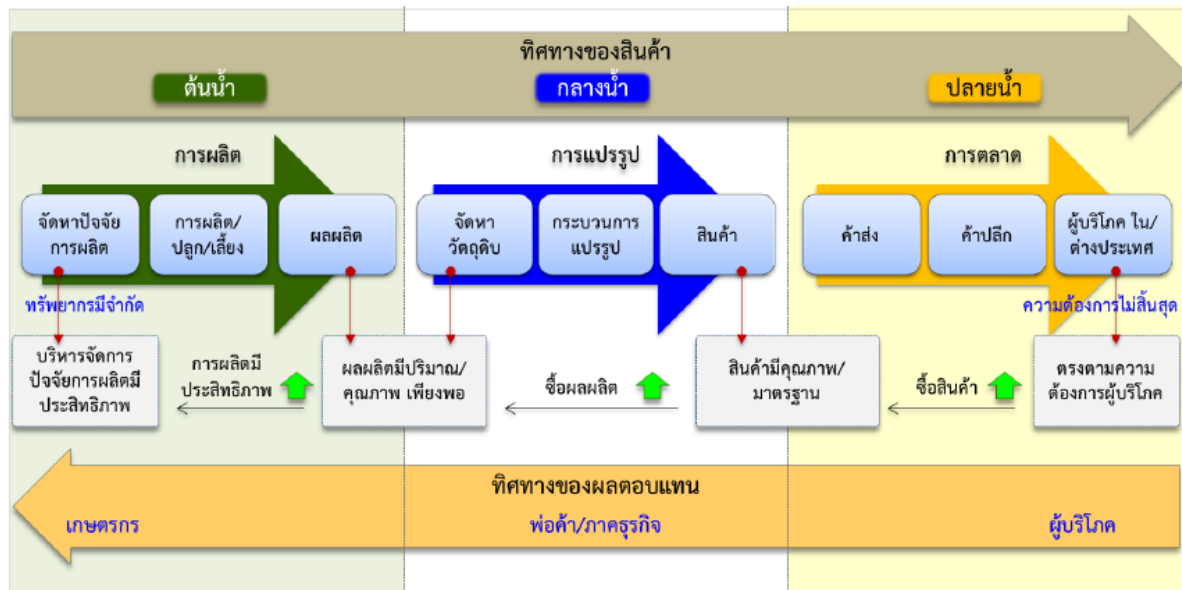 ทิศทางของสินค้า
ต้นน้ำ
กลางน้ำ
ปลายน้ำ
การผลิต
การแปรรูป
การตลาด
จัดหาปัจจัย
การผลิต
การผลิต/
ปลูก/เลี้ยง
ผลผลิต
จัดหา
วัตถุดิบ
กระบวนการ
แปรรูป
สินค้า
ค้าส่ง
ค้าปลีก
ผู้บริโภค ใน/
ต่างประเทศ
ทรัพยากรมีจำกัด
ความต้องการไม่สิ้นสุด
บริหารจัดการ
ปัจจัยการผลิตมี
ประสิทธิภาพ
การผลิตมี
ประสิทธิภาพ
ผลผลิตมีปริมาณ/
คุณภาพ เพียงพอ
ซื้อผลผลิต
สินค้ามีคุณภาพ/
มาตรฐาน
ซื้อสินค้า
ตรงตามความ
ต้องการผู้บริโภค
ทิศทางของผลตอบแทน
เกษตรกร
พ่อค้า/ภาคธุรกิจ
ผู้บริโภค